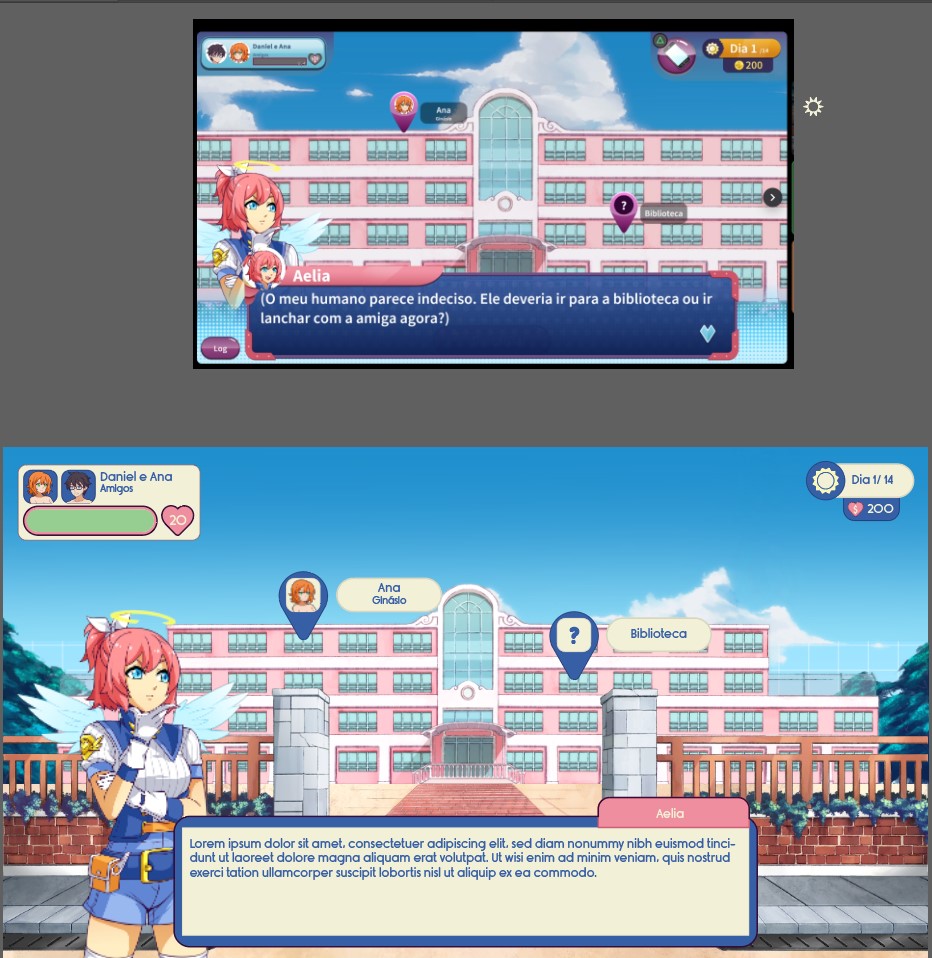 Daniel e Ana
Dia 1 /14
200
Ana
Ginásio
?
Biblioteca
Aelia
(O meu humano parece indeciso. Ele deveria ir para a biblioteca ou ir
lanchar com a amiga agora?)
Log
Daniel e Ana
Amigos
20
Dia 1/ 14
$ 200
Ana
Ginásio
?
Biblioteca
Aelia
Lorem ipsum dolor sit amet, consectetuer adipiscing elit, sed diam nonummy nibh euismod tinci-
dunt ut laoreet dolore magna aliquam erat volutpat. Ut wisi enim ad minim veniam, quis nostrud
exerci tation ullamcorper suscipit lobortis nisl ut aliquip ex ea commodo.